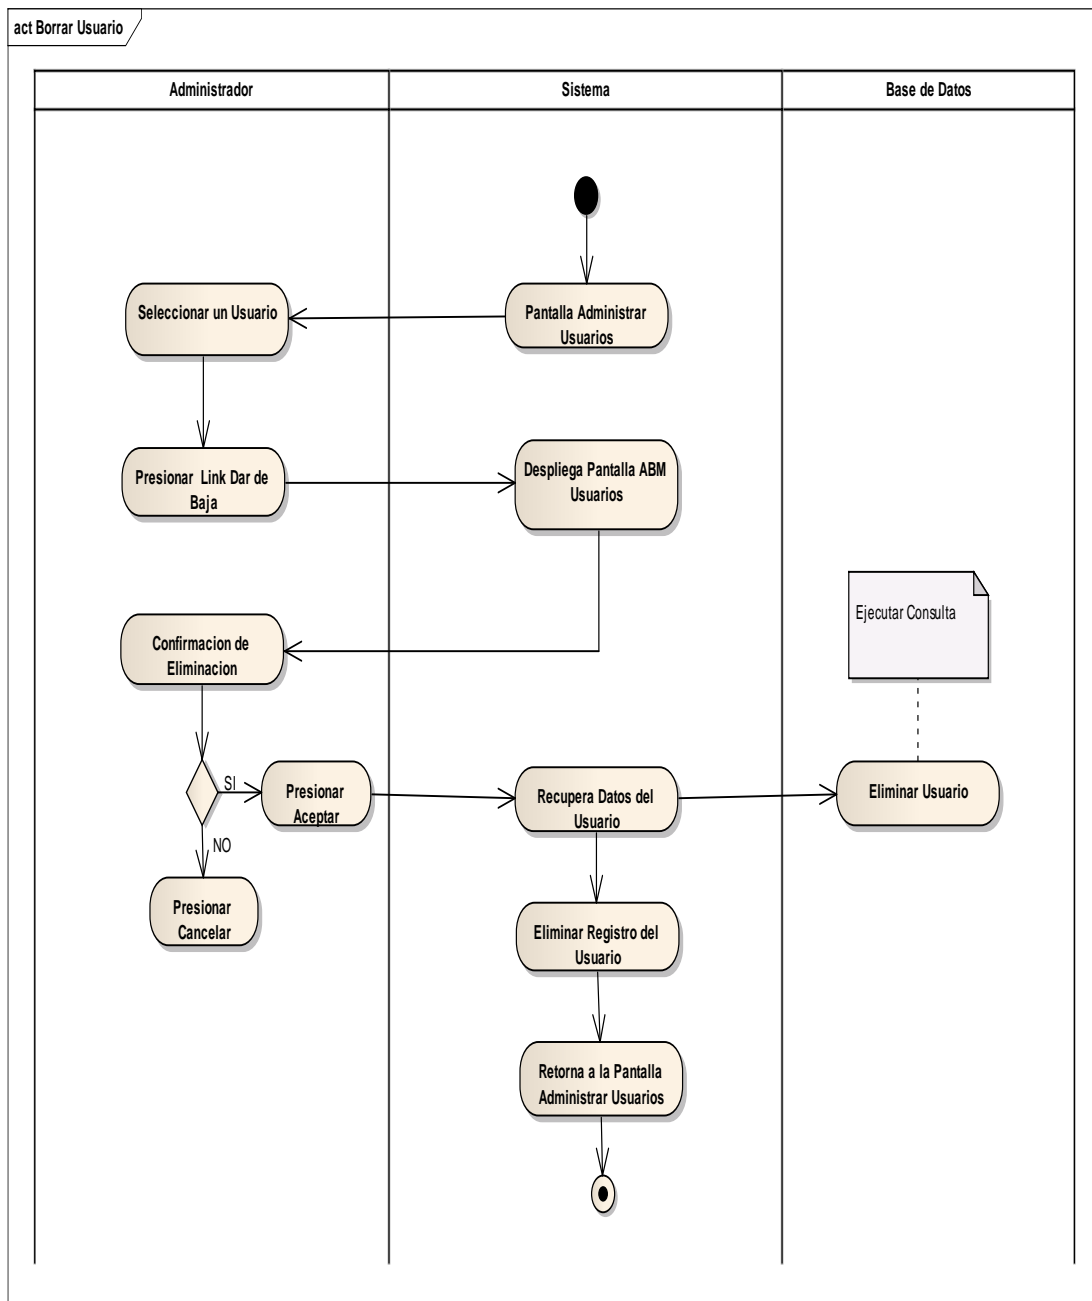 act Borrar Usuario
Administrador
Sistema
Base de Datos
Seleccionar un Usuario
Pantalla Administrar
Usuarios
Presionar Link Dar de
Baja
Despliega Pantalla ABM
Usuarios
Ejecutar Consulta
Confirmacion de
Eliminacion
SI
Presionar
Aceptar
Recupera Datos del
Usuario
Eliminar Usuario
NO
Presionar
Cancelar
Eliminar Registro del
Usuario
Retorna a la Pantalla
Administrar Usuarios